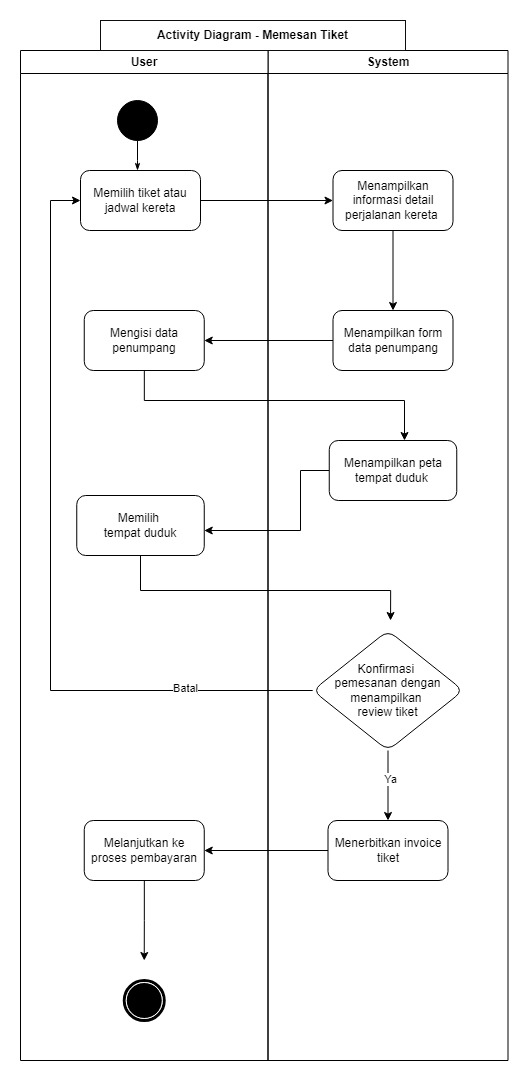 Activity Diagram - Memesan Tiket
User
System
Memilih tiket atau
jadwal kereta
Menampilkan
informasi detail
perjalanan kereta
Mengisi data
penumpang
Menampilkan form
data penumpang
Menampilkan peta
tempat duduk
Memilih
tempat duduk
Konfirmasi
pemesanan dengan
menampilkan
review tiket
Batal
Ya
Melanjutkan ke
proses pembayaran
Menerbitkan invoice
tiket